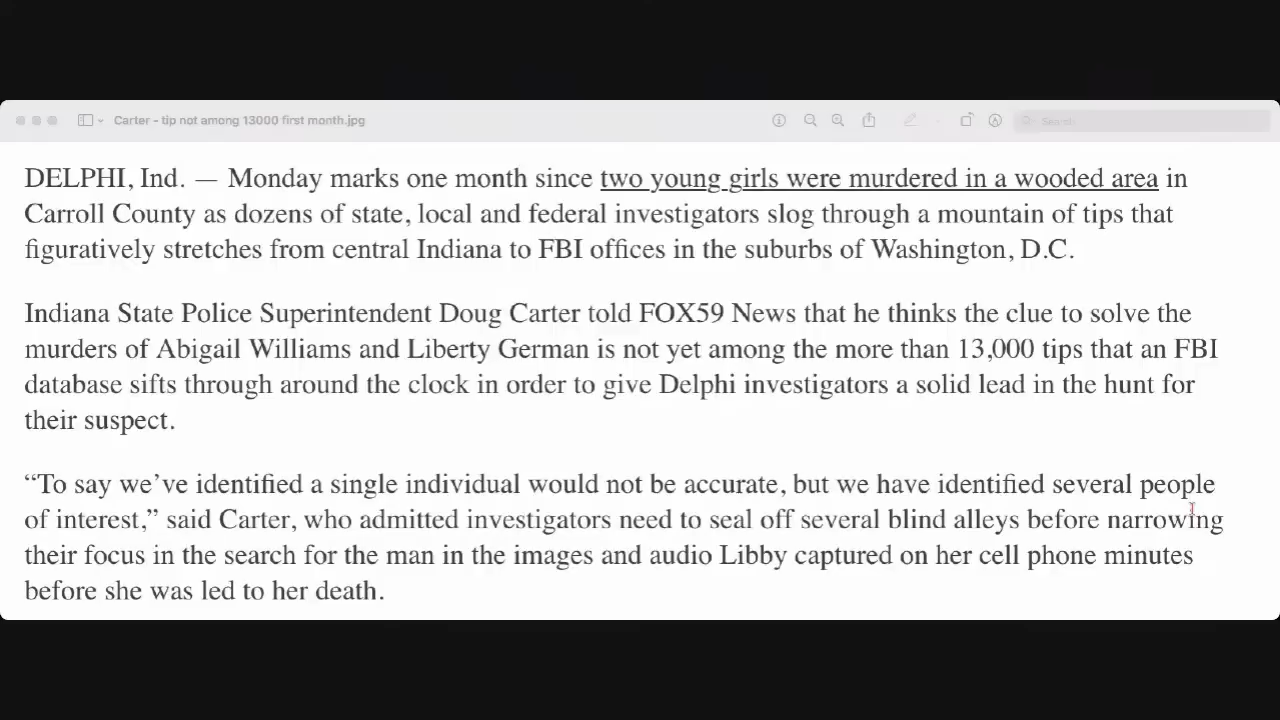 Carter - tip not among 13000 first month.jpg
Search
DELPHI, Ind. — Monday marks one month since two young girls were murdered in a wooded area in
Carroll County as dozens of state, local and federal investigators slog through a mountain of tips that
figuratively stretches from central Indiana to FBI offices in the suburbs of Washington, D.C.
Indiana State Police Superintendent Doug Carter told FOX59 News that he thinks the clue to solve the
murders of Abigail Williams and Liberty German is not yet among the more than 13,000 tips that an FBI
database sifts through around the clock in order to give Delphi investigators a solid lead in the hunt for
their suspect.
“To say we’ve identified a single individual would not be accurate, but we have identified several people
of interest,” said Carter, who admitted investigators need to seal off several blind alleys before narrowing
their focus in the search for the man in the images and audio Libby captured on her cell phone minutes
before she was led to her death.